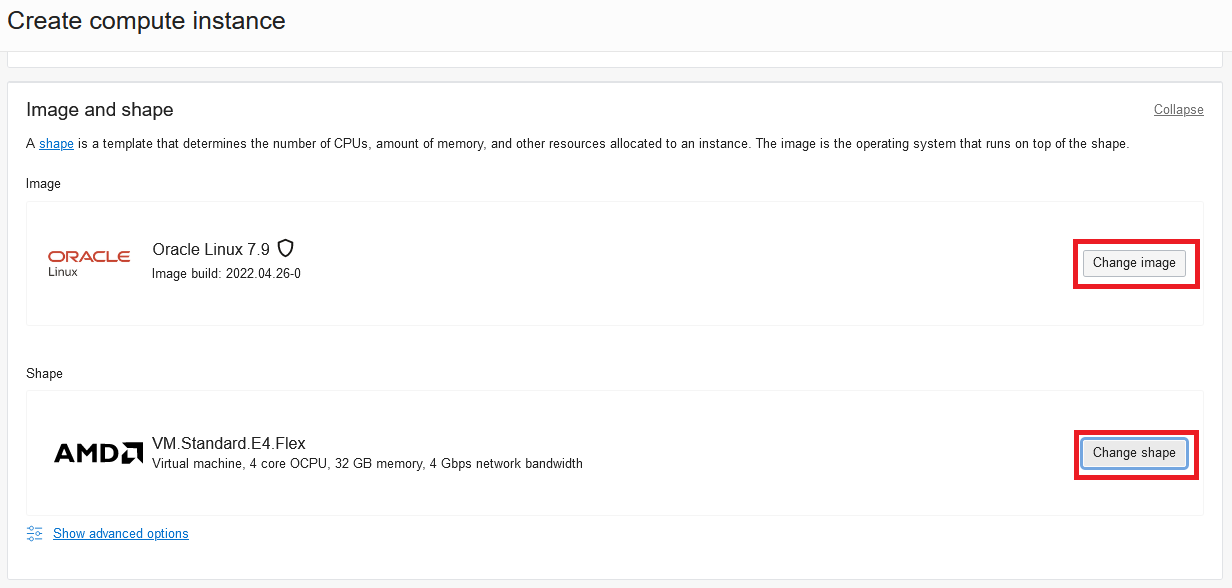 Create compute instance
Image and shape
Collapse
A shape is a template that determines the number of CPUs, amount of memory, and other resources allocated to an instance. The image is the operating system that runs on top of the shape.
Image
ORACLE
Linux
Oracle Linux 7.9
Image build: 2022.04.26-0
Change image
Shape
AMD
VM.Standard.E4.Flex
Virtual machine, 4 core OCPU, 32 GB memory, 4 Gbps network bandwidth
Change shape
Show advanced options